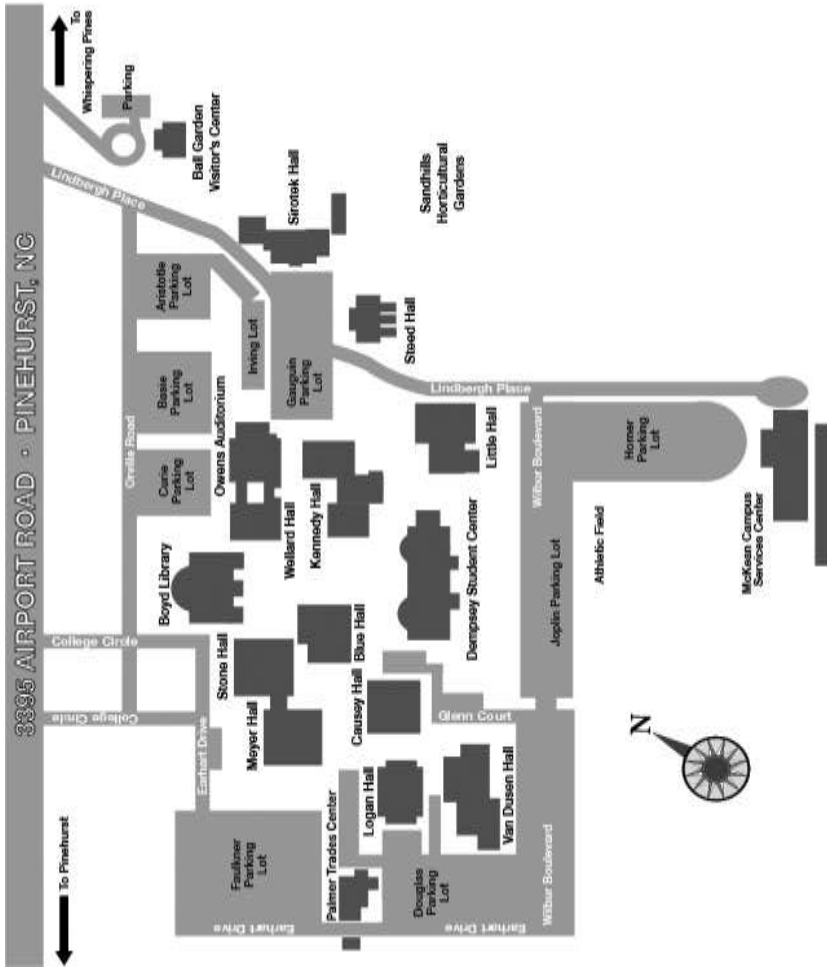 3395 AIRPORT ROAD • PINEHURST, NC
To Pinehurst
To
Whispering Pines
Parking
Ball Garden
Visitor's Center
Lindbergh Place
Orville Road
College Circle
College Circle
Aristotle
Parking
Lot
Basie
Parking
Lot
Curie
Parking
Lot
Irving Lot
Gauguin
Parking
Lot
Sirotek Hall
Sandhills
Horticultural
Gardens
Steed Hall
Owens Auditorium
Wellard Hall
Kennedy Hall
Boyd Library
Stone Hall
Meyer Hall
Blue Hall
Causey Hall
Earhart Drive
Faulkner
Parking
Lot
Palmer Trades Center
Logan Hall
Douglas
Parking
Lot
Van Dusen Hall
Glenn Court
Dempsey Student Center
Little Hall
Lindbergh Place
Wilbur Boulevard
Horner
Parking
Lot
Joplin Parking Lot
Athletic Field
McKean Campus
Services Center
Earhart Drive
Earhart Drive
Wilbur Boulevard
N